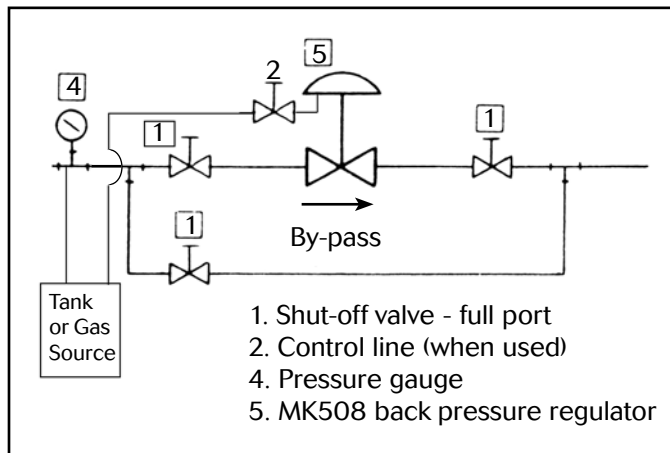 5
2
4
1
1
By-pass
1
Tank
or Gas
Source
1. Shut-off valve - full port
2. Control line (when used)
4. Pressure gauge
5. MK508 back pressure regulator